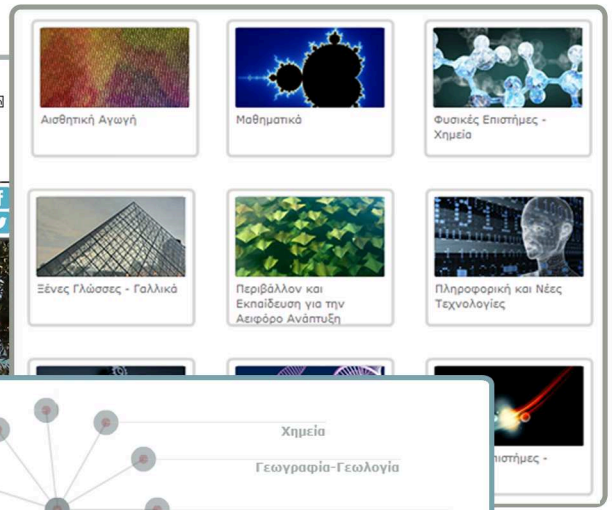 Αισθητική Αγωγή
Μαθηματικά
Φυσικές Επιστήμες -
Χημεία
Ξένες Γλώσσες - Γαλλικά
Περιβάλλον και
Εκπαίδευση για την
Αειφόρο Ανάπτυξη
Πληροφορική και Νέες
Τεχνολογίες
Χημεία
Γεωγραφία-Γεωλογία